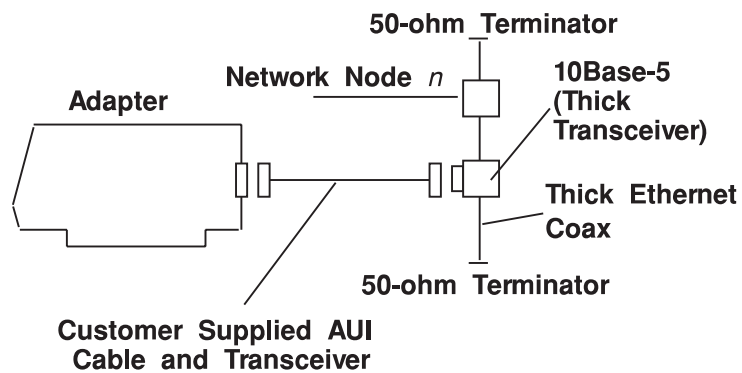 50-ohm Terminator
Network Node n
10Base-5
(Thick
Transceiver)
Adapter
Thick Ethernet
Coax
50-ohm Terminator
Customer Supplied AUI
Cable and Transceiver